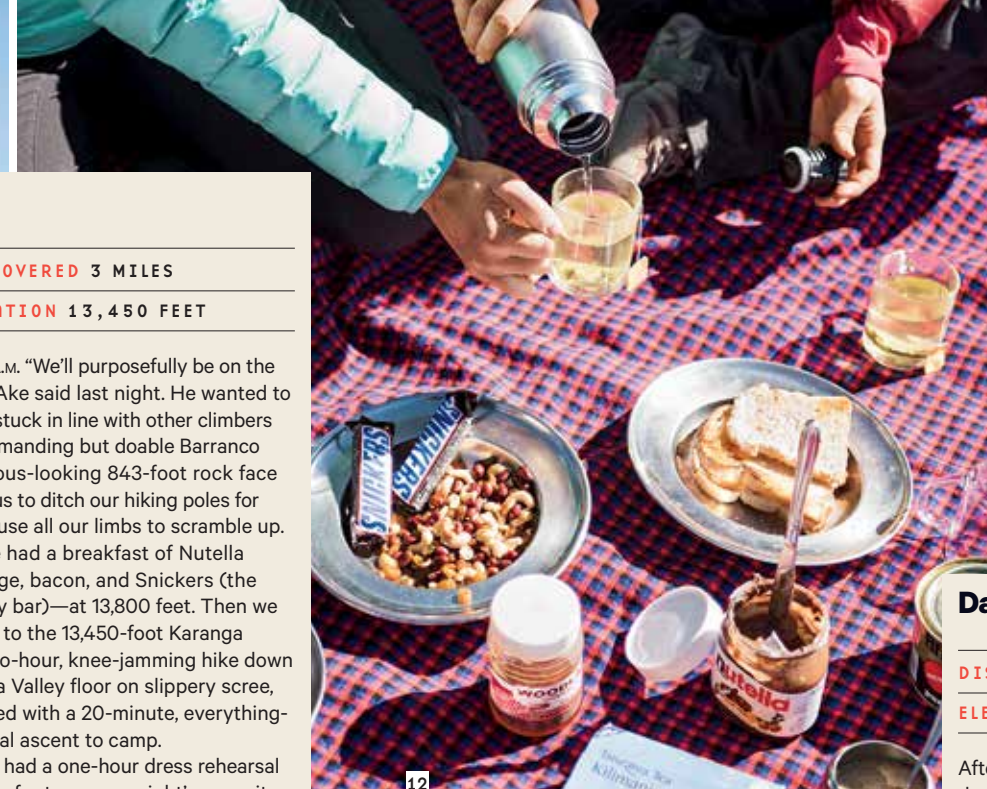 OVERED 3 MILES
ATION 13,450 FEET
.M. “We’ll purposefully be on the
Ake said last night. He wanted to
stuck in line with other climbers
manding but doable Barranco
ous-looking 843-foot rock face
us to ditch our hiking poles for
use all our limbs to scramble up.
had a breakfast of Nutella
ge, bacon, and Snickers (the
y bar)—at 13,800 feet. Then we
to the 13,450-foot Karanga
o-hour, knee-jamming hike down
a Valley floor on slippery scree,
ed with a 20-minute, everything-
al ascent to camp.
had a one-hour dress rehearsal
SNICKERS
SNICKERS
nutella
Kilimanj
12
Da
DIS
ELE
Afte